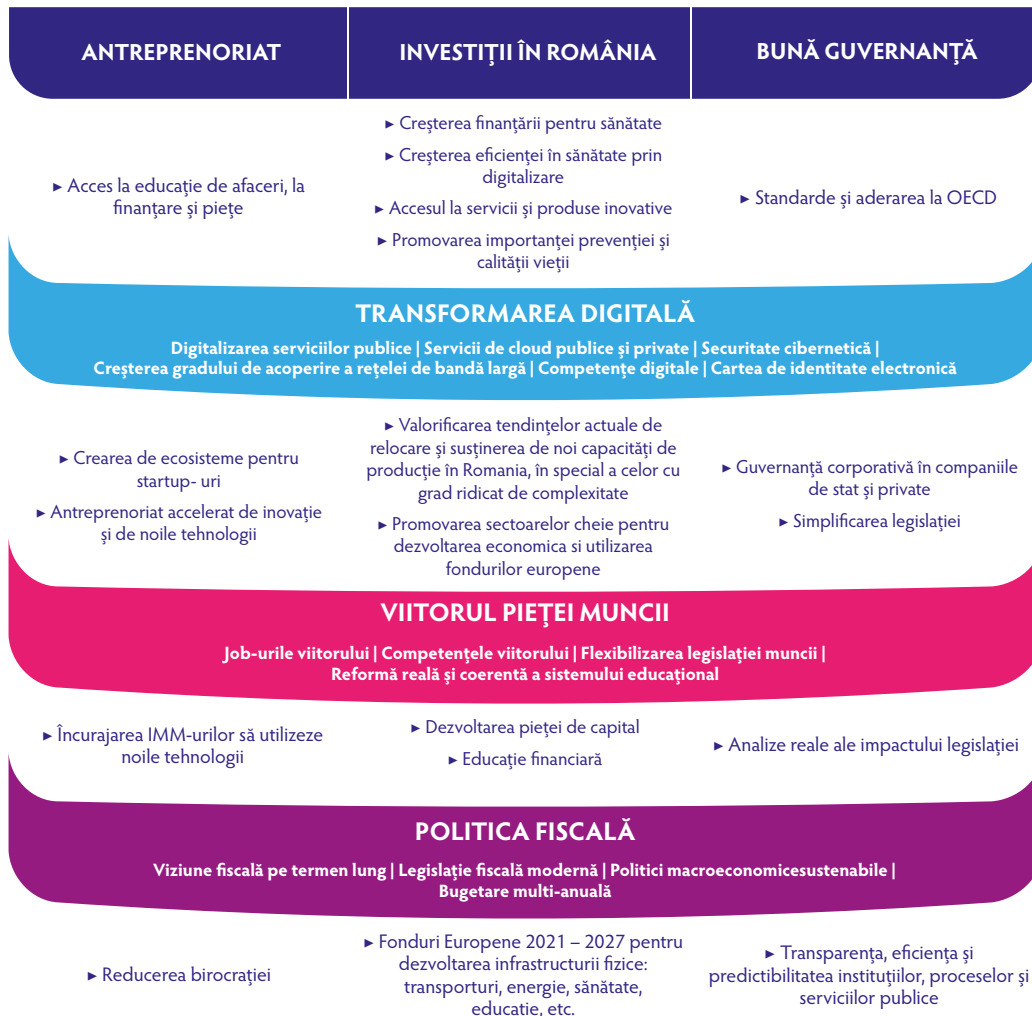 ANTREPRENORIAT
INVESTIȚII ÎN ROMÂNIA
BUNĂ GUVERNANȚĂ
► Acces la educație de afaceri, la
finanțare și piețe
► Creșterea finanțării pentru sănătate
► Creșterea eficienței în sănătate prin
digitalizare
► Accesul la servicii și produse inovative
► Promovarea importanței prevenției și
calității vieții
► Standarde și aderarea la OECD
TRANSFORMAREA DIGITALĂ
Digitalizarea serviciilor publice | Servicii de cloud publice și private | Securitate cibernetică |
Creșterea gradului de acoperire a rețelei de bandă largă | Competențe digitale | Cartea de identitate electronică
► Crearea de ecosisteme pentru
startup- uri
► Antreprenoriat accelerat de inovație
și de noile tehnologii
► Valorificarea tendințelor actuale de
relocare și susținerea de noi capacități de
producție în Romania, în special a celor cu
grad ridicat de complexitate
► Promovarea sectoarelor cheie pentru
dezvoltarea economica si utilizarea
fondurilor europene
► Guvernanță corporativă în companiile
de stat și private
► Simplificarea legislației
VIITORUL PIEȚEI MUNCII
Job-urile viitorului | Competențele viitorului | Flexibilizarea legislației muncii |
Reformă reală și coerentă a sistemului educațional
► Încurajarea IMM-urilor să utilizeze
noile tehnologii
► Dezvoltarea pieței de capital
► Educație financiară
► Analize reale ale impactului legislației
POLITICA FISCALĂ
Viziune fiscală pe termen lung | Legislație fiscală modernă | Politici macroeconomicesustenabile |
Bugetare multi-anuală
► Reducerea birocrației
► Fonduri Europene 2021 – 2027 pentru
dezvoltarea infrastructurii fizice:
transporturi, energie, sănătate,
educație, etc.
► Transparența, eficiența și
predictibilitatea instituțiilor, proceselor și
serviciilor publice